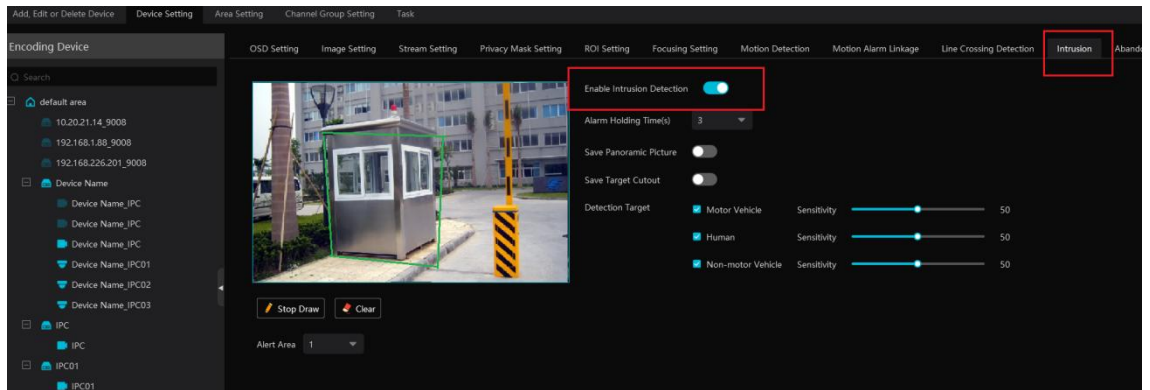 Add, Edit or Delete Device Device Setting Area Setting Channel Group Setting Task
Encoding Device
OSD Setting Image Setting Stream Setting Privacy Mask Setting ROI Setting Focusing Setting Motion Detection Motion Alarm Linkage Line Crossing Detection Intrusion Aband
Search
default area
10.20.21.14_9008
192.168.1.88_9008
192.168.226.201_9008
Device Name
Device Name_IPC
Device Name_IPC
Device Name_IPC
Device Name_IPC01
Device Name_IPC02
Device Name_IPC03
IPC
IPC
IPC01
IPC01
Enable Intrusion Detection
Alarm Holding Time(s) 3
Save Panoramic Picture
Save Target Cutout
Detection Target Motor Vehicle Sensitivity 50
Human Sensitivity 50
Non-motor Vehicle Sensitivity 50
Stop Draw Clear
Alert Area 1